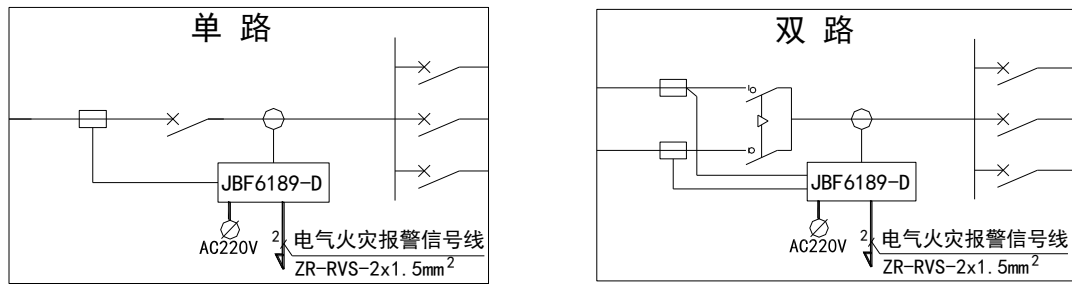 单路
JBF6189-D
AC220V
2
电气火灾报警信号线
ZR-RVS-2x1.5mm²
双路
JBF6189-D
AC220V
2
电气火灾报警信号线
ZR-RVS-2x1.5mm²